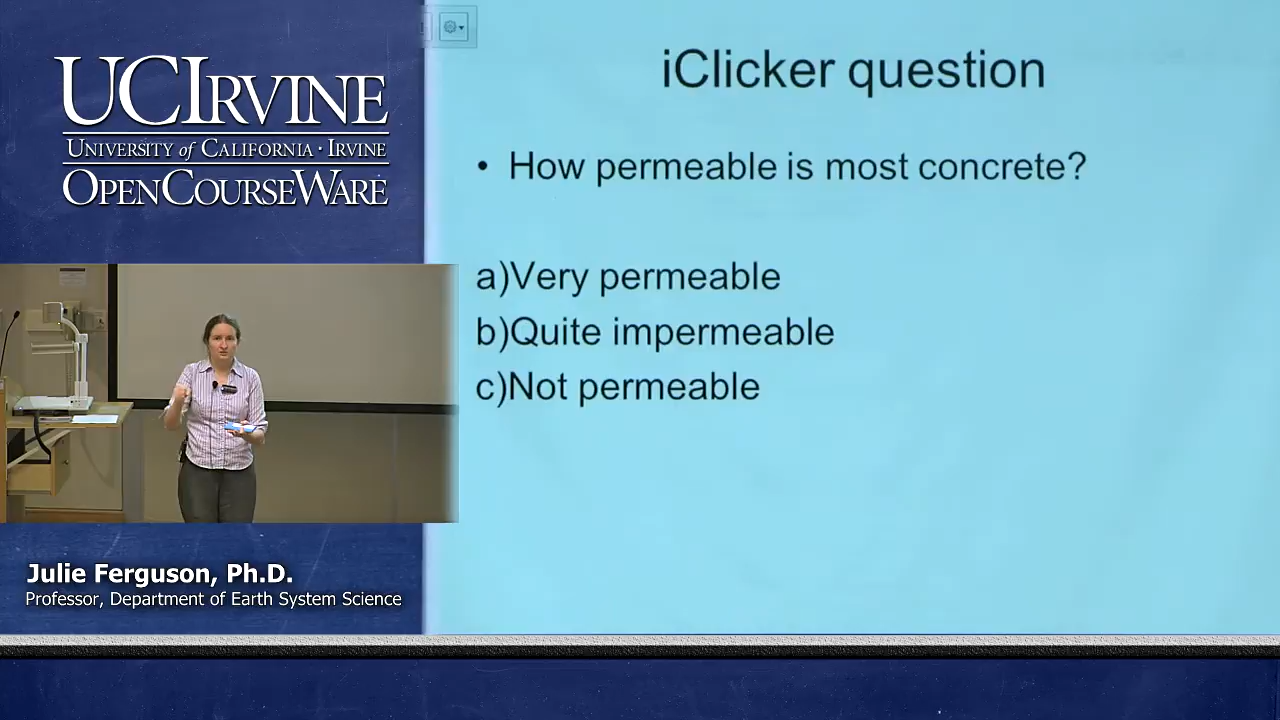 UCIRVINE
UNIVERSITY of CALIFORNIA · IRVINE
OPENCOURSEWARE
Julie Ferguson, Ph.D.
Professor, Department of Earth System Science
iClicker question
• How permeable is most concrete?
a)Very permeable
b)Quite impermeable
c)Not permeable